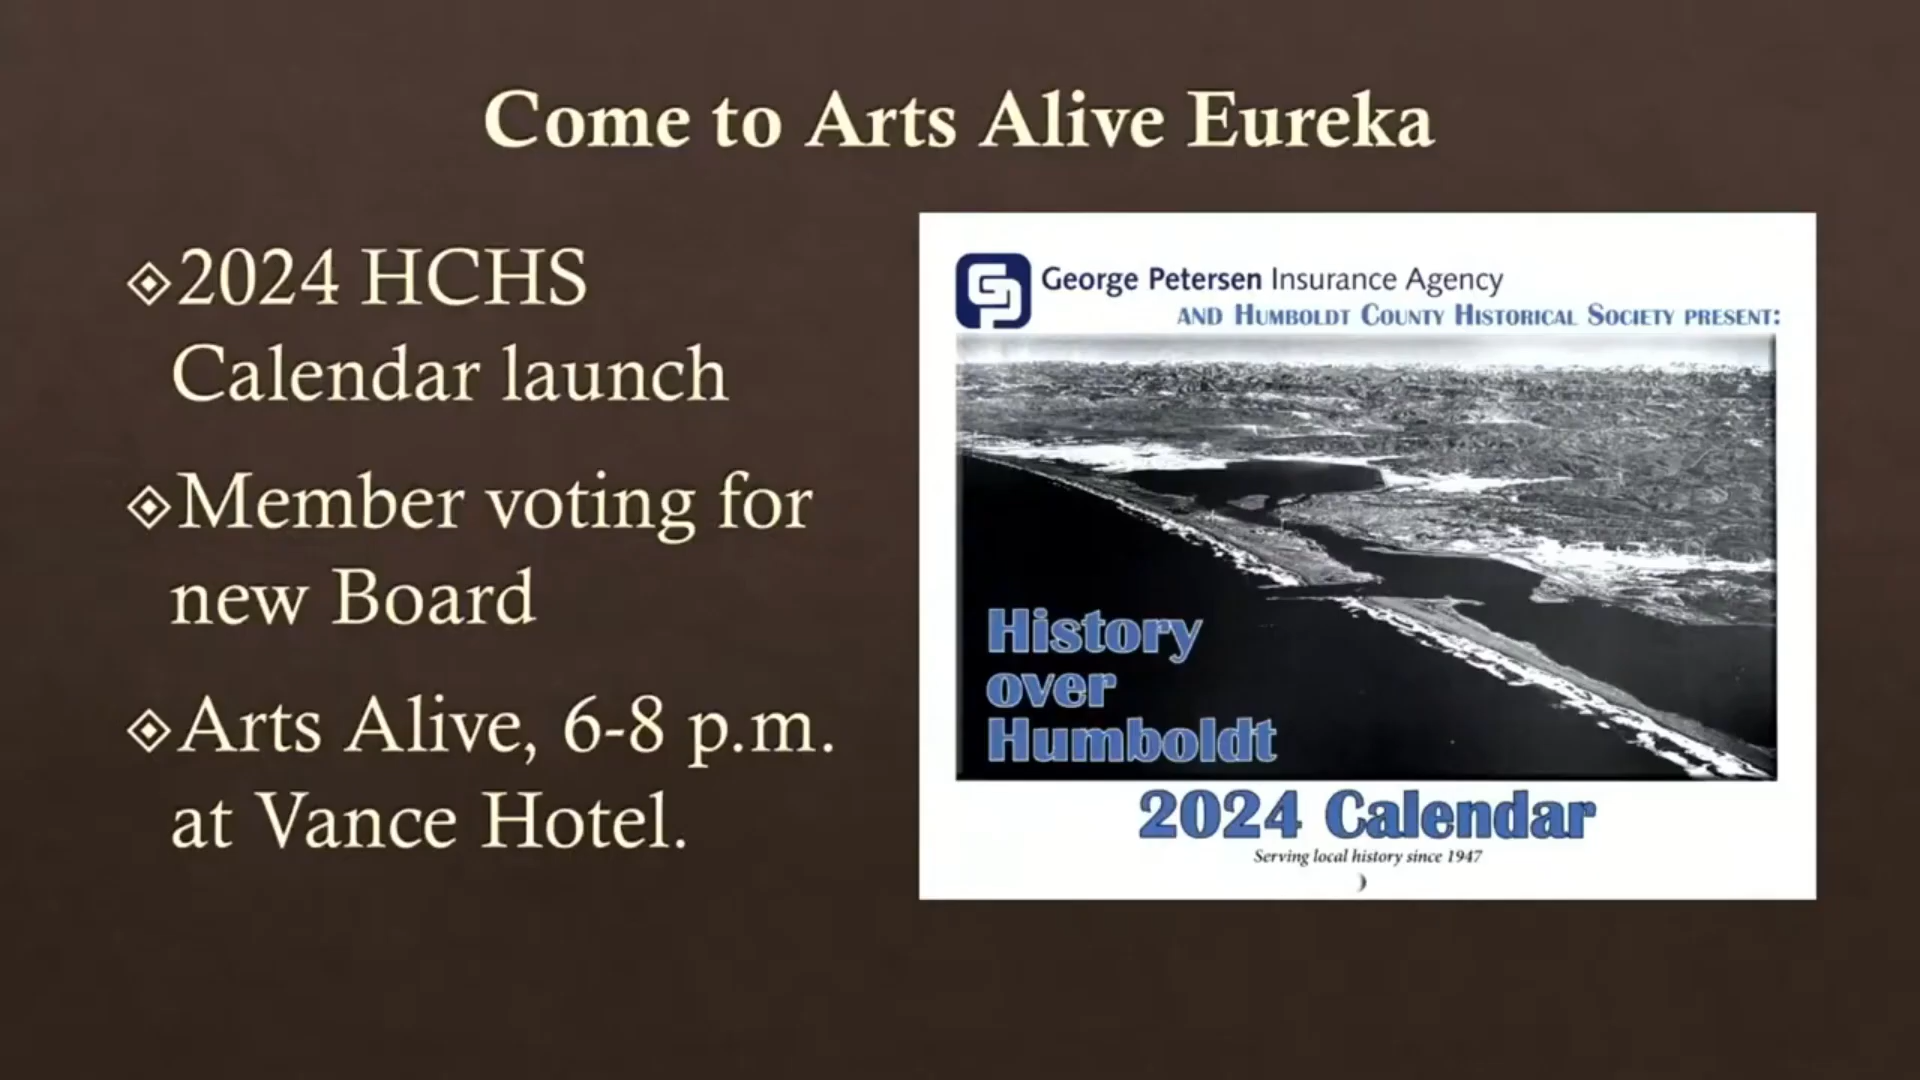 Come to Arts Alive Eureka
2024 HCHS
Calendar launch
Member voting for
new Board
Arts Alive, 6-8 p.m.
at Vance Hotel.
George Petersen Insurance Agency
AND HUMBOLDT COUNTY HISTORICAL SOCIETY PRESENT:
History
over
Humboldt
2024 Calendar
Serving local history since 1947